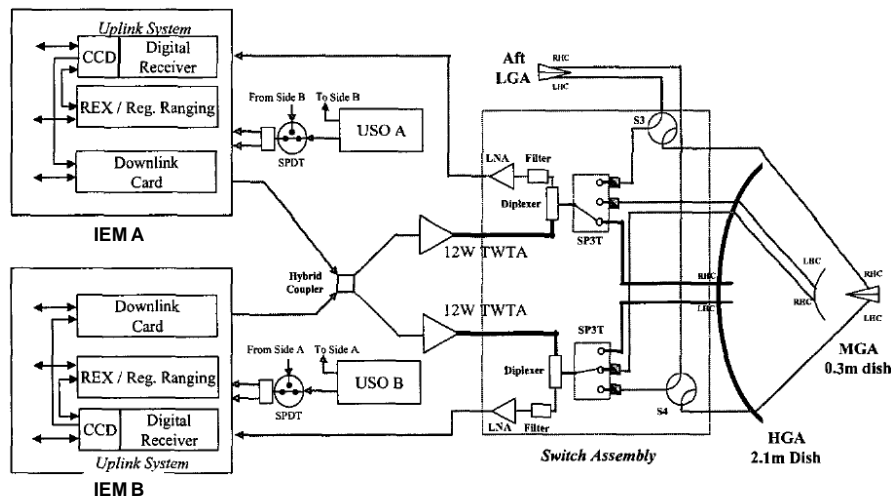 Uplink System
CCD
Digital
Receiver
REX / Reg. Ranging
Downlink
Card
IEM A
From Side B
To Side B
USO A
SPDT
Aft
LGA
RHC
LHC
S3
LNA
Filter
Diplexer
SP3T
12W TWTA
Hybrid
Coupler
12W TWTA
RHC
LHC
LHC
RHC
RHC
LHC
MGA
0.3m dish
Downlink
Card
REX / Reg. Ranging
CCD
Digital
Receiver
Uplink System
IEM B
From Side A
To Side A
USO B
SPDT
SP3T
Diplexer
LNA
Filter
S4
Switch Assembly
HGA
2.1m Dish